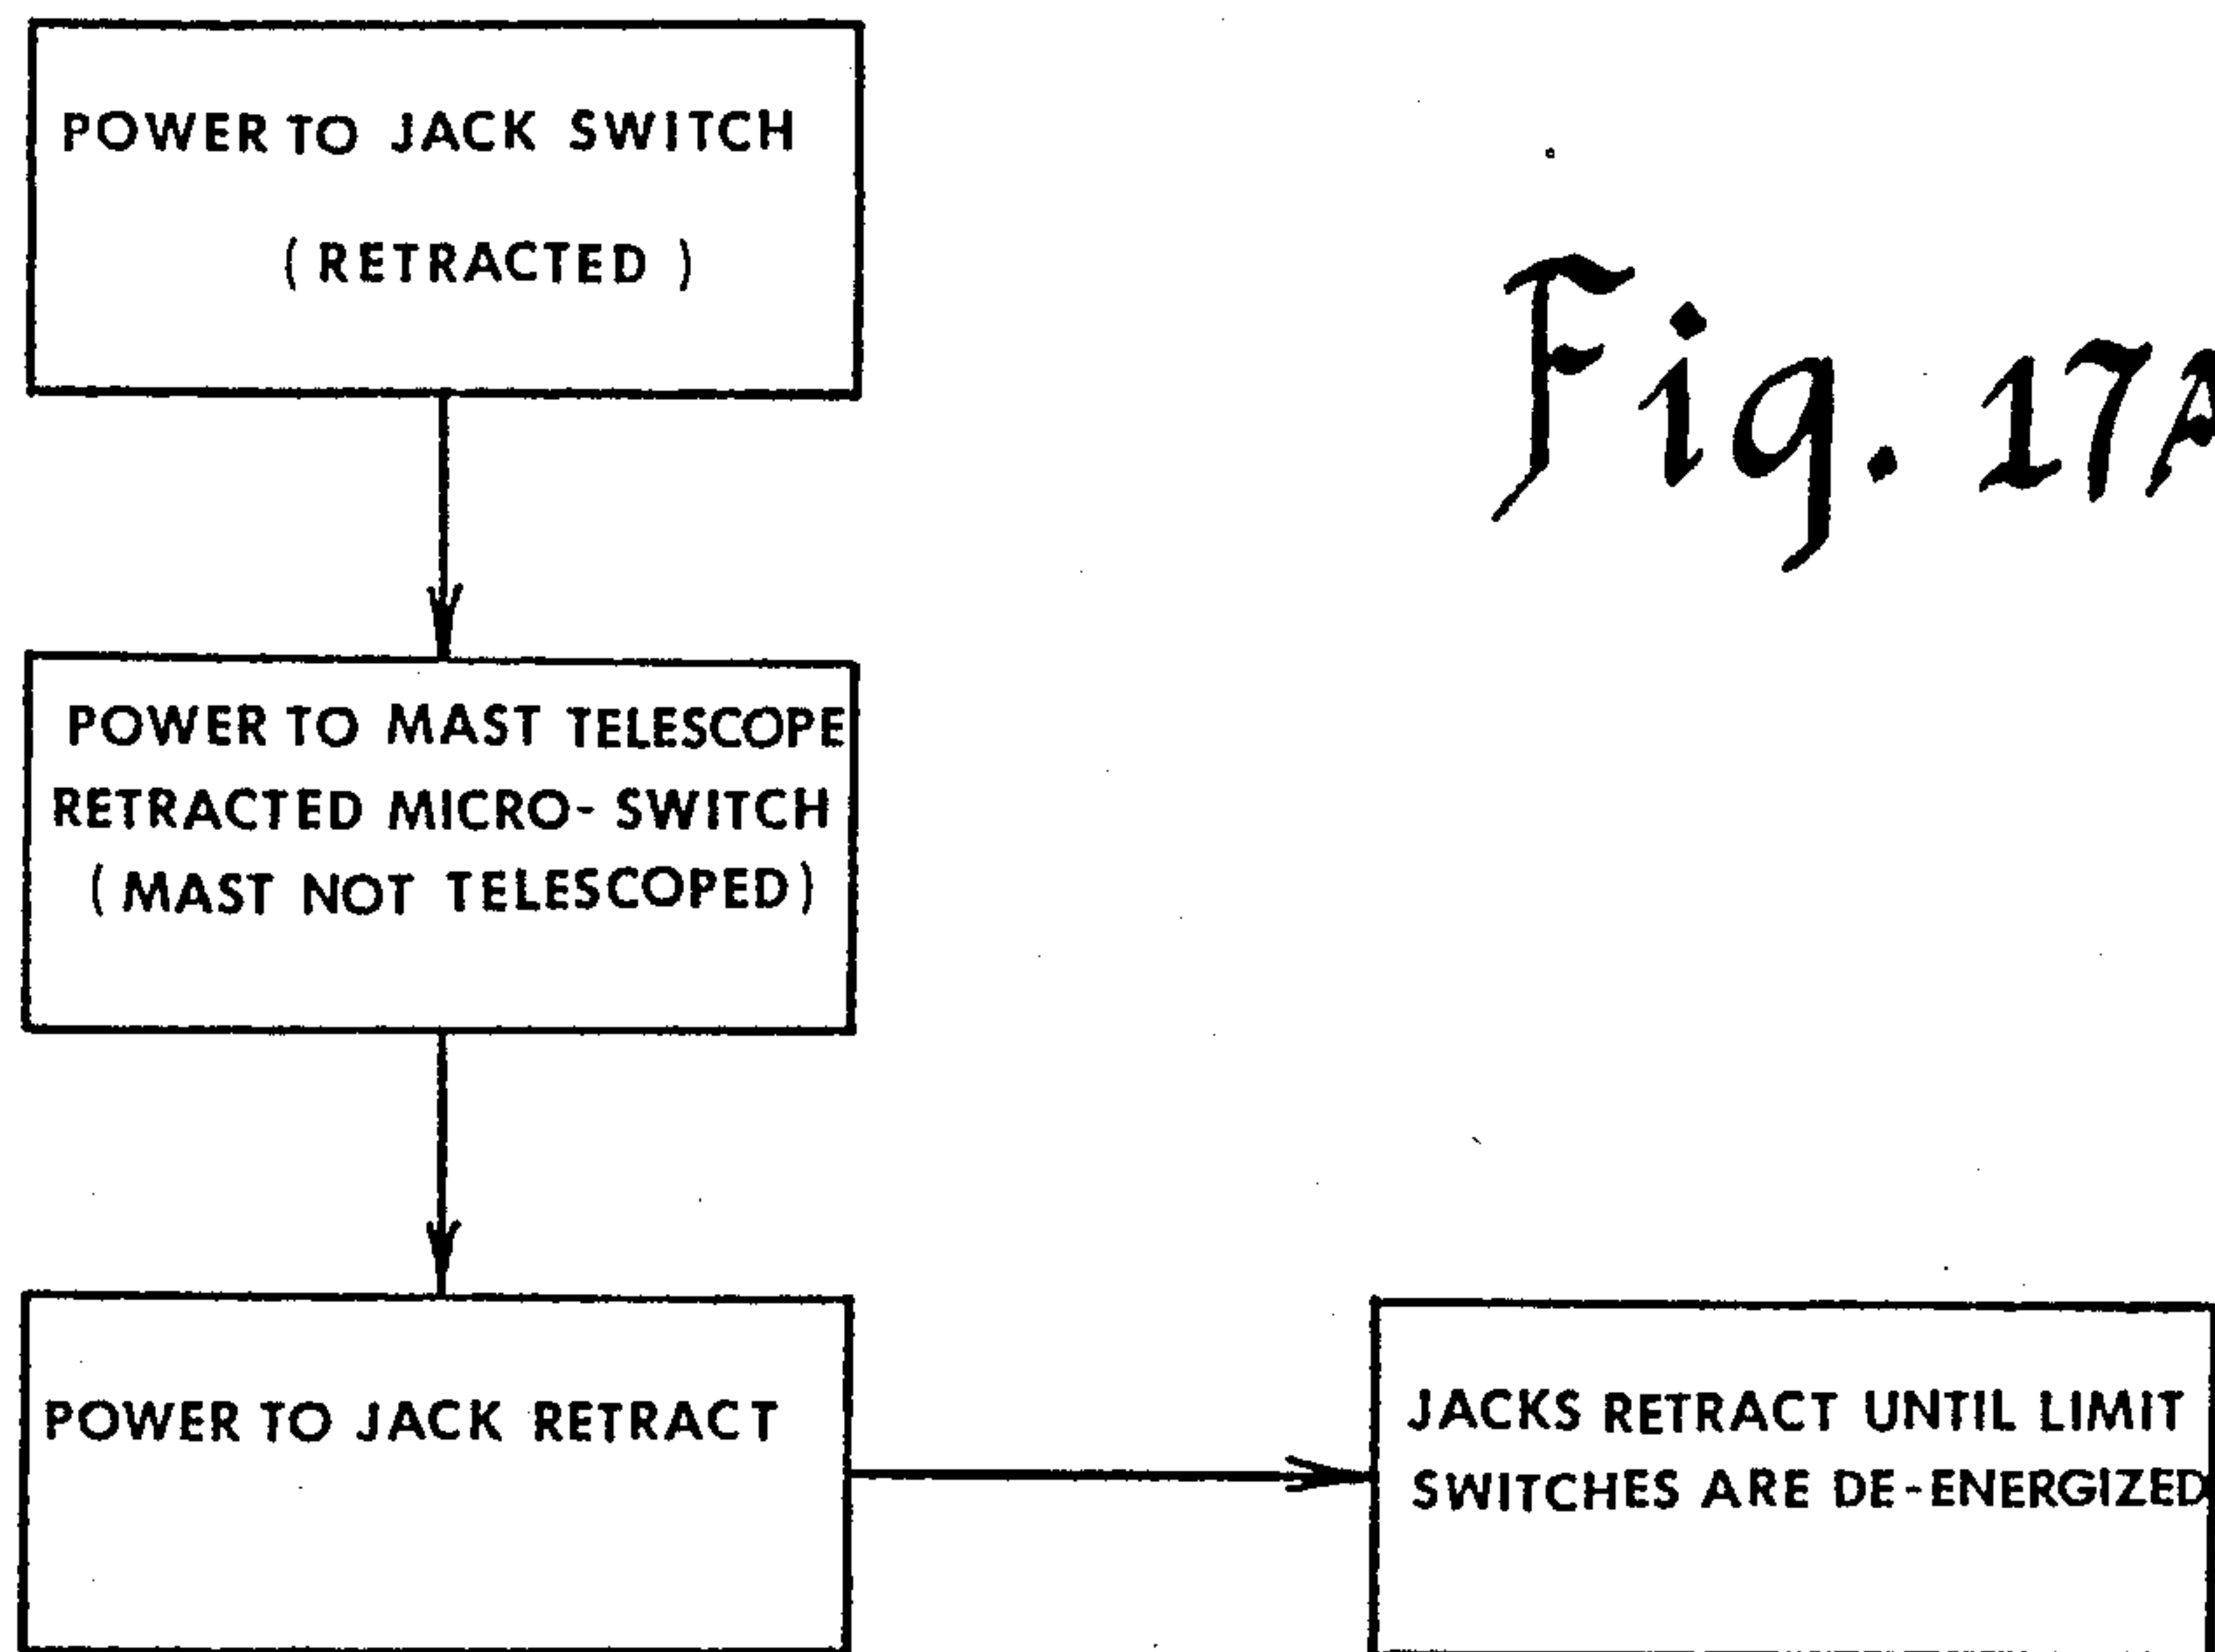 POWER TO JACK SWITCH
( RETRACTED )
Fig. 17A
POWER TO MAST TELESCOPE
RETRACTED MICRO- SWITCH
( MAST NOT TELESCOPED)
POWER TO JACK RETRACT
JACKS RETRACT UNTIL LIMIT
SWITCHES ARE DE-ENERGIZED